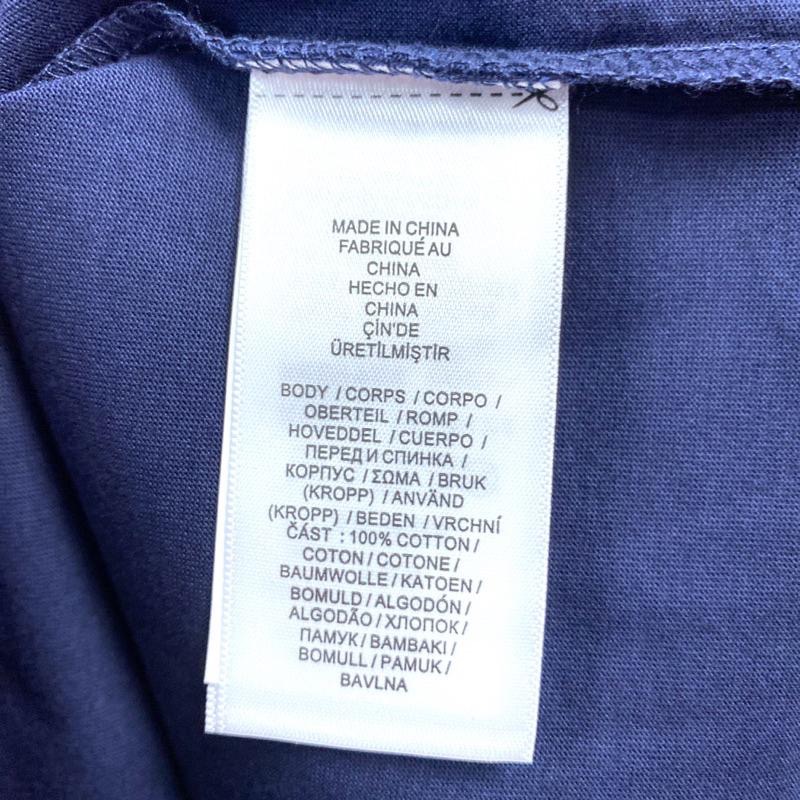 MADE IN CHINA
FABRIQUÉ AU
CHINA
HECHO EN
CHINA
ÇİN'DE
ÜRETİLMİŞTİR
BODY / CORPS / CORPO /
OBERTEIL / ROMP /
HOVEDDEL / CUERPO /
ПЕРЕД И СПИНКА /
КОРПУС / ΣΩΜΑ / BRUK
(KROPP) / ANVÄND
(KROPP) / BEDEN / VRCHNÍ
ČÁST : 100% COTTON /
COTON / COTONE /
BAUMWOLLE / KATOEN /
BOMULD / ALGODÓN /
ALGODÃO / ХЛОПОК /
ПАМУК / ΒΑΜΒΑΚΙ /
BOMULL / PAMUK /
BAVLNA